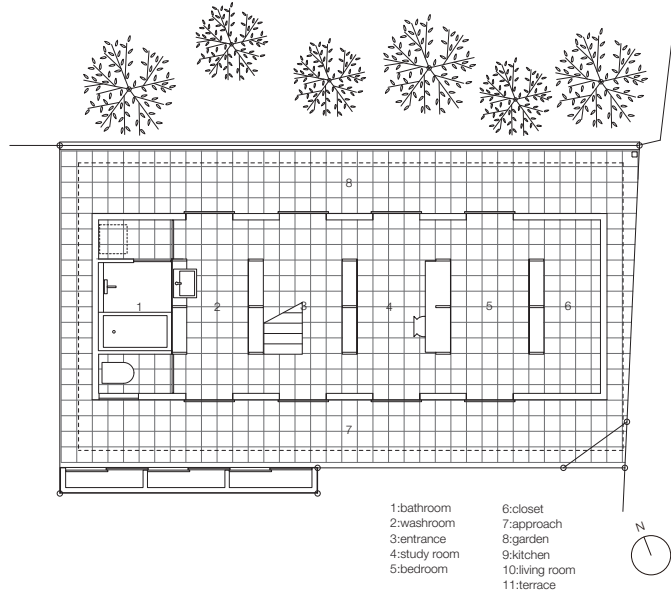 8
1
2
3
4
5
6
7
1:bathroom
2:washroom
3:entrance
4:study room
5:bedroom
6:closet
7:approach
8:garden
9:kitchen
10:living room
11:terrace
N